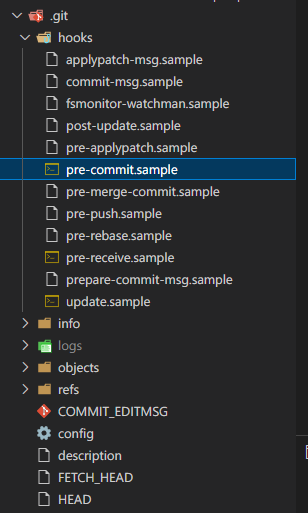 .git
hooks
applypatch-msg.sample
commit-msg.sample
fsmonitor-watchman.sample
post-update.sample
pre-applypatch.sample
pre-commit.sample
pre-merge-commit.sample
pre-push.sample
pre-rebase.sample
pre-receive.sample
prepare-commit-msg.sample
update.sample
info
logs
objects
refs
COMMIT_EDITMSG
config
description
FETCH_HEAD
HEAD